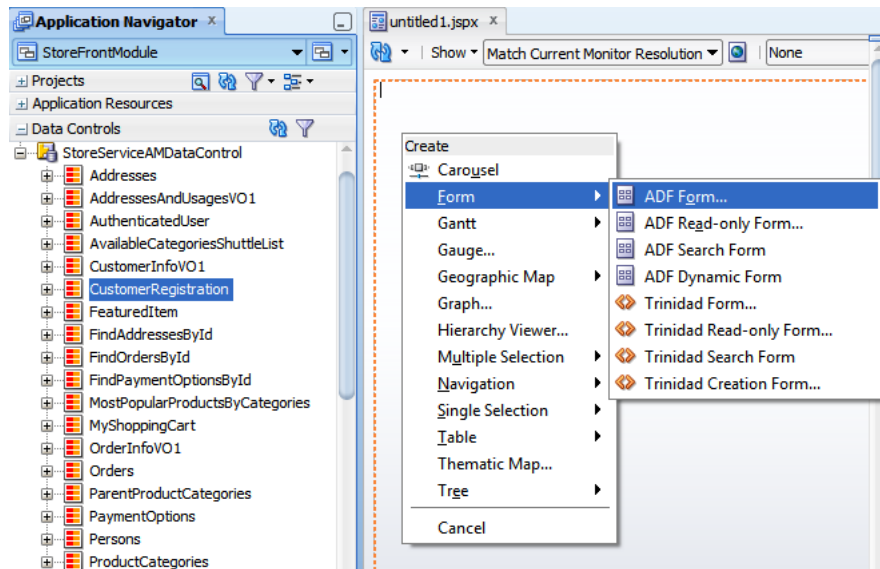 Application Navigator x
StoreFrontModule
Projects
Application Resources
Data Controls
StoreServiceAMDataControl
Addresses
AddressesAndUsagesVO1
AuthenticatedUser
AvailableCategoriesShuttleList
CustomerInfoVO1
CustomerRegistration
FeaturedItem
FindAddressesById
FindOrdersById
FindPaymentOptionsById
MostPopularProductsByCategories
MyShoppingCart
OrderInfoVO1
Orders
ParentProductCategories
PaymentOptions
Persons
ProductCategories
untitled1.jspx x
Show Match Current Monitor Resolution None
Create
Carousel
Form
Gantt
Gauge...
Geographic Map
Graph...
Hierarchy Viewer...
Multiple Selection
Navigation
Single Selection
Table
Thematic Map...
Tree
Cancel
ADF Form...
ADF Read-only Form...
ADF Search Form
ADF Dynamic Form
Trinidad Form...
Trinidad Read-only Form...
Trinidad Search Form
Trinidad Creation Form...